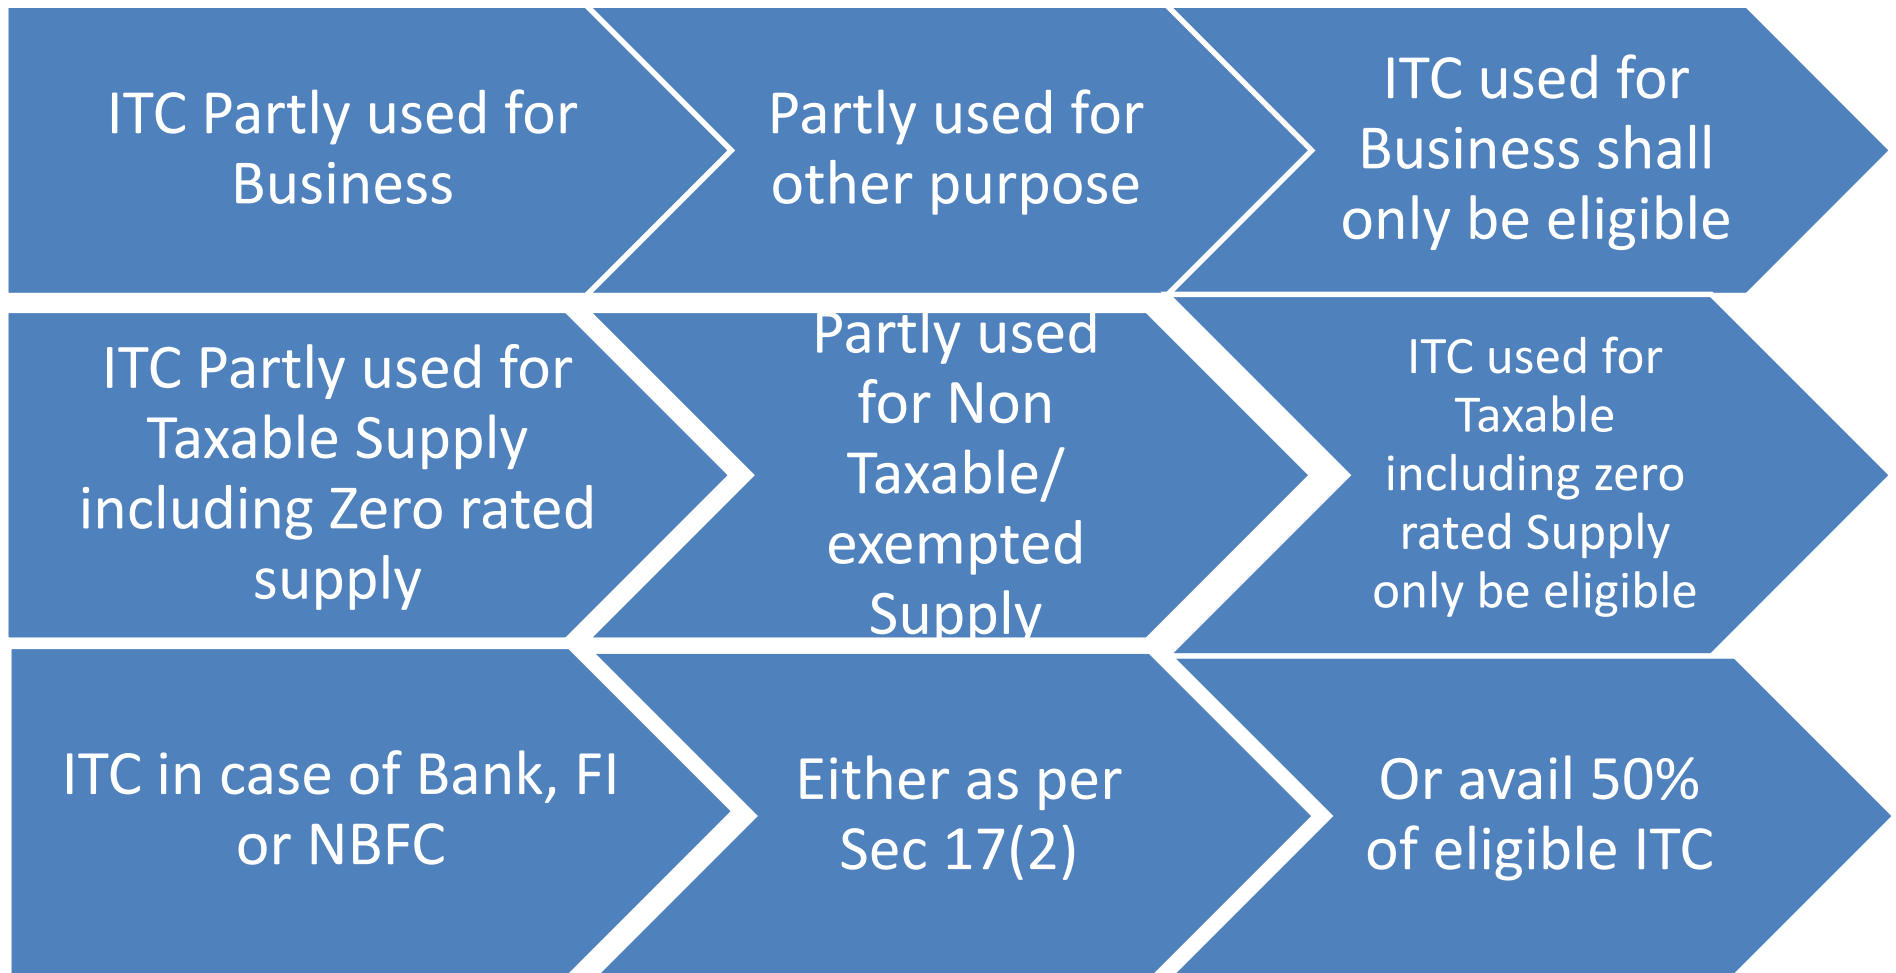 ITC Partly used for
Business
Partly used for
other purpose
ITC used for
Business shall
only be eligible
ITC Partly used for
Taxable Supply
including Zero rated
supply
Partly used
for Non
Taxable/
exempted
Supply
ITC used for
Taxable
including zero
rated Supply
only be eligible
ITC in case of Bank, FI
or NBFC
Either as per
Sec 17(2)
Or avail 50%
of eligible ITC